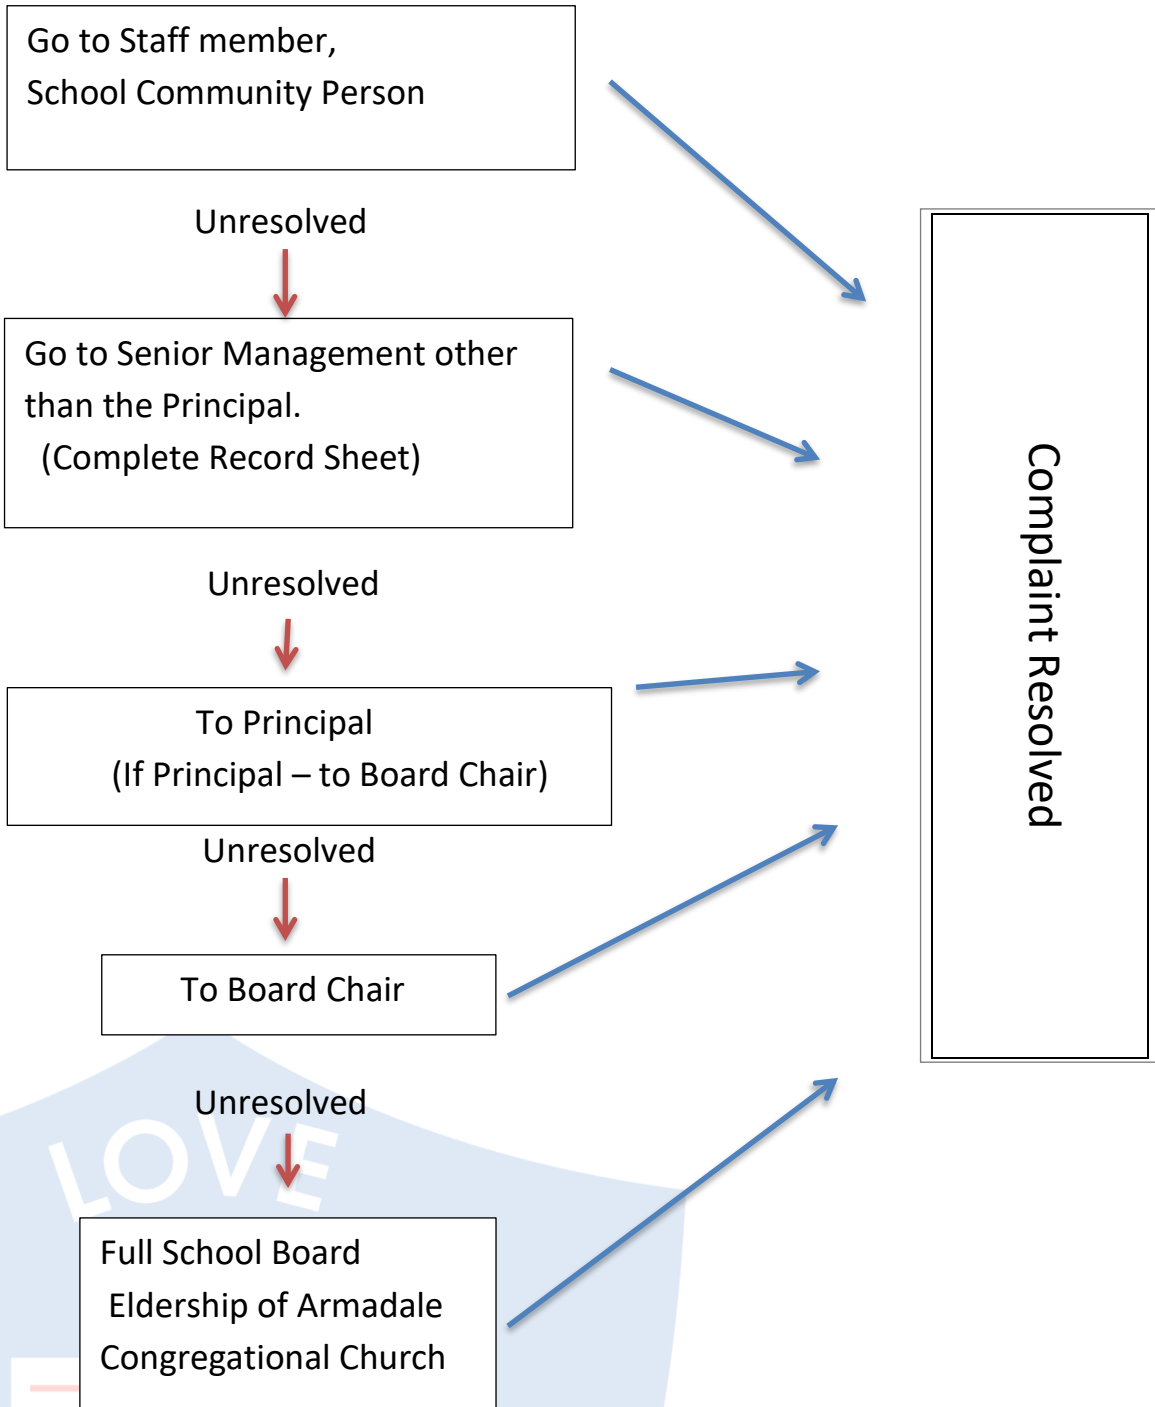 Go to Staff member,
School Community Person
Unresolved
Go to Senior Management other
than the Principal.
(Complete Record Sheet)
Unresolved
To Principal
(If Principal – to Board Chair)
Unresolved
To Board Chair
Unresolved
LOVE
Full School Board
Eldership of Armadale
Congregational Church
Complaint Resolved